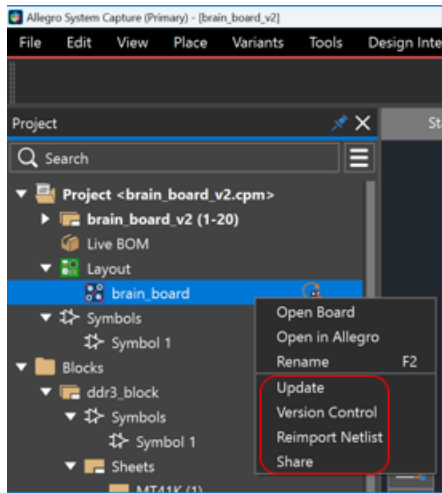 Allegro System Capture (Primary) - [brain_board_v2]
File Edit View Place Variants Tools Design Inte
Project
St
Search
Project <brain_board_v2.cpm>
brain_board_v2 (1-20)
Live BOM
Layout
brain_board
Open Board
Symbols
Open in Allegro
Symbol 1
Rename F2
Blocks
Update
ddr3_block
Version Control
Symbols
Reimport Netlist
Symbol 1
Share
Sheets
MT41K (1)